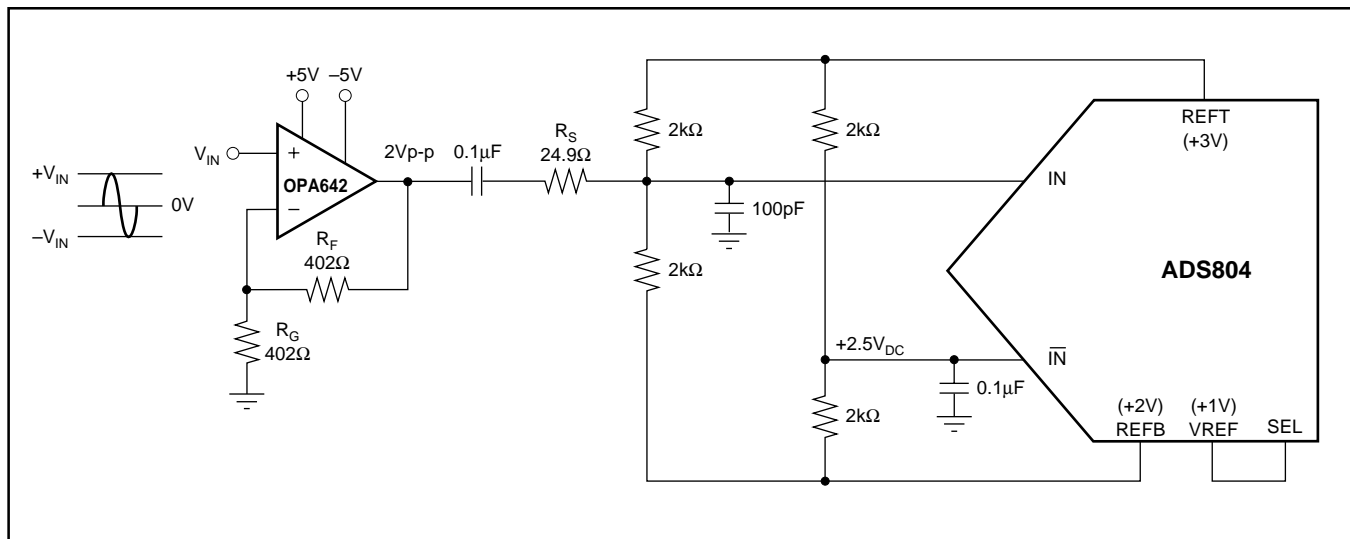 +5V –5V
REFT
(+3V)
2kΩ
2kΩ
R_S
24.9Ω
0.1µF
2Vp-p
V_IN
+
OPA642
–
+V_IN
0V
–V_IN
IN
100pF
R_F
402Ω
2kΩ
ADS804
R_G
402Ω
+2.5V_DC
IN
0.1µF
2kΩ
(+2V)
REFB
(+1V)
VREF
SEL